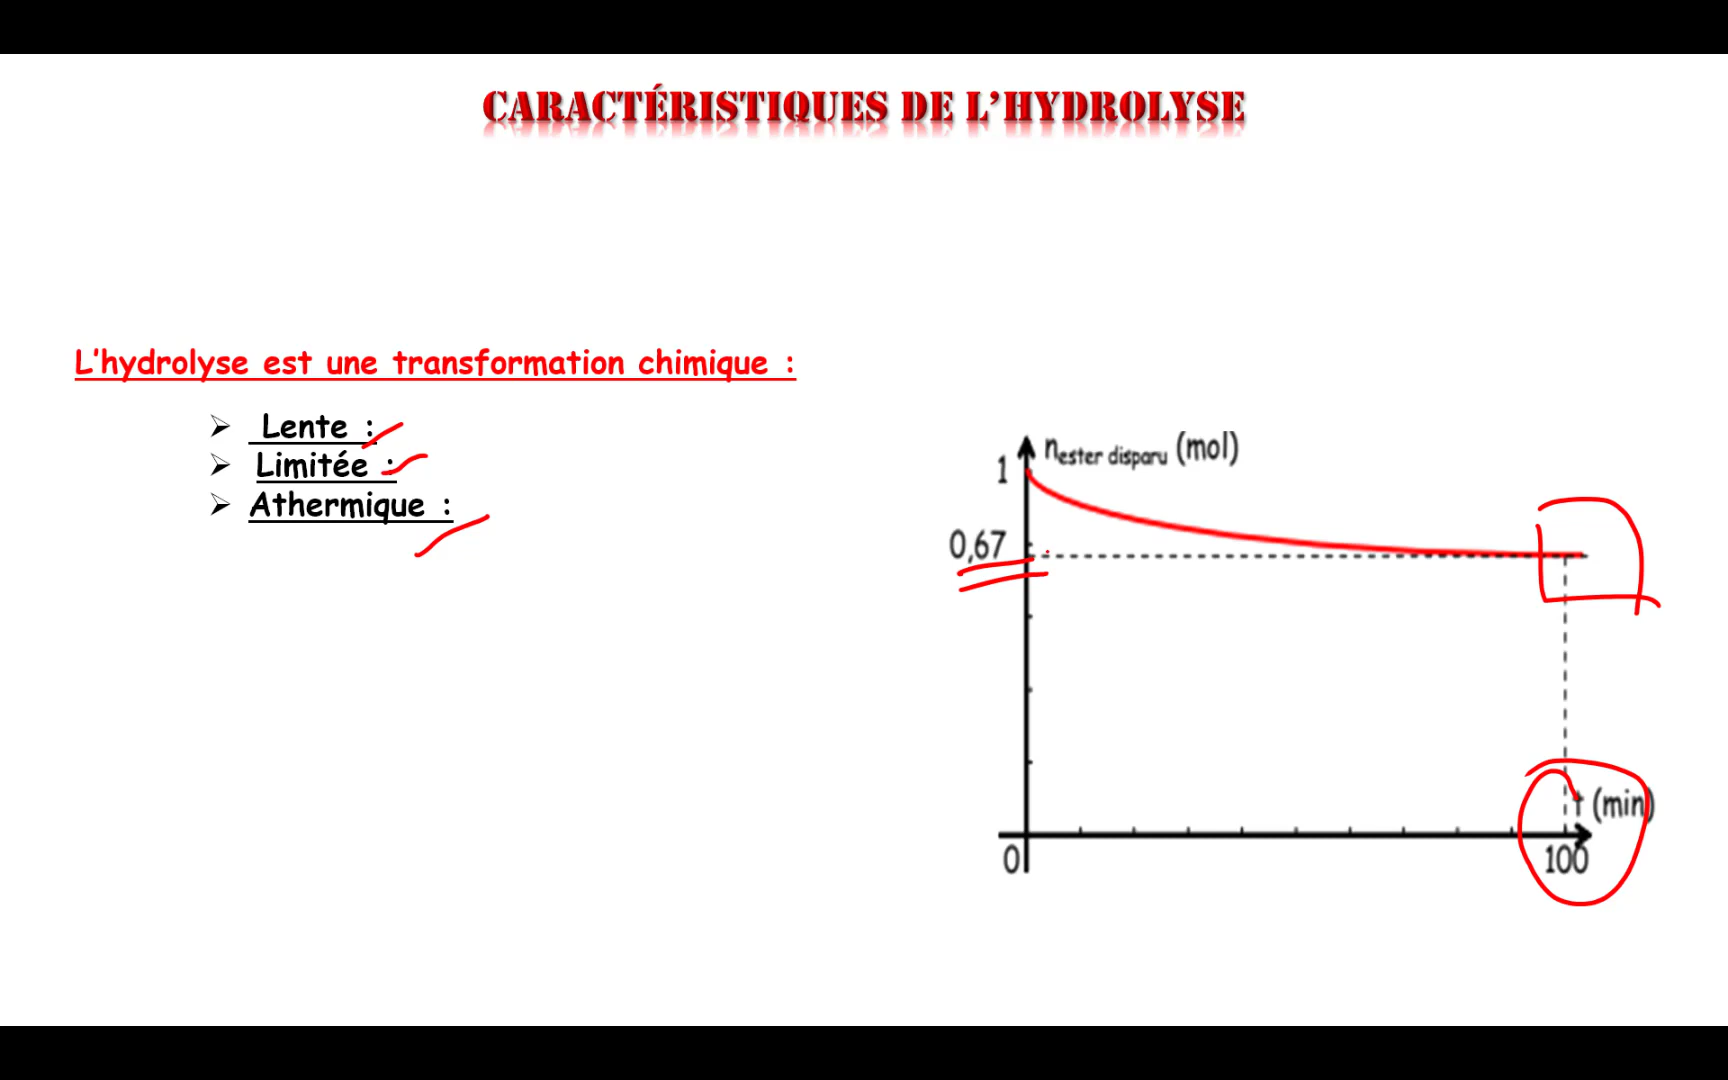 CARACTÉRISTIQUES DE L’HYDROLYSE
L’hydrolyse est une transformation chimique :
Lente :
Limitée :
Athermique :
n ester disparu (mol)
1
0,67
t (min)
0
100